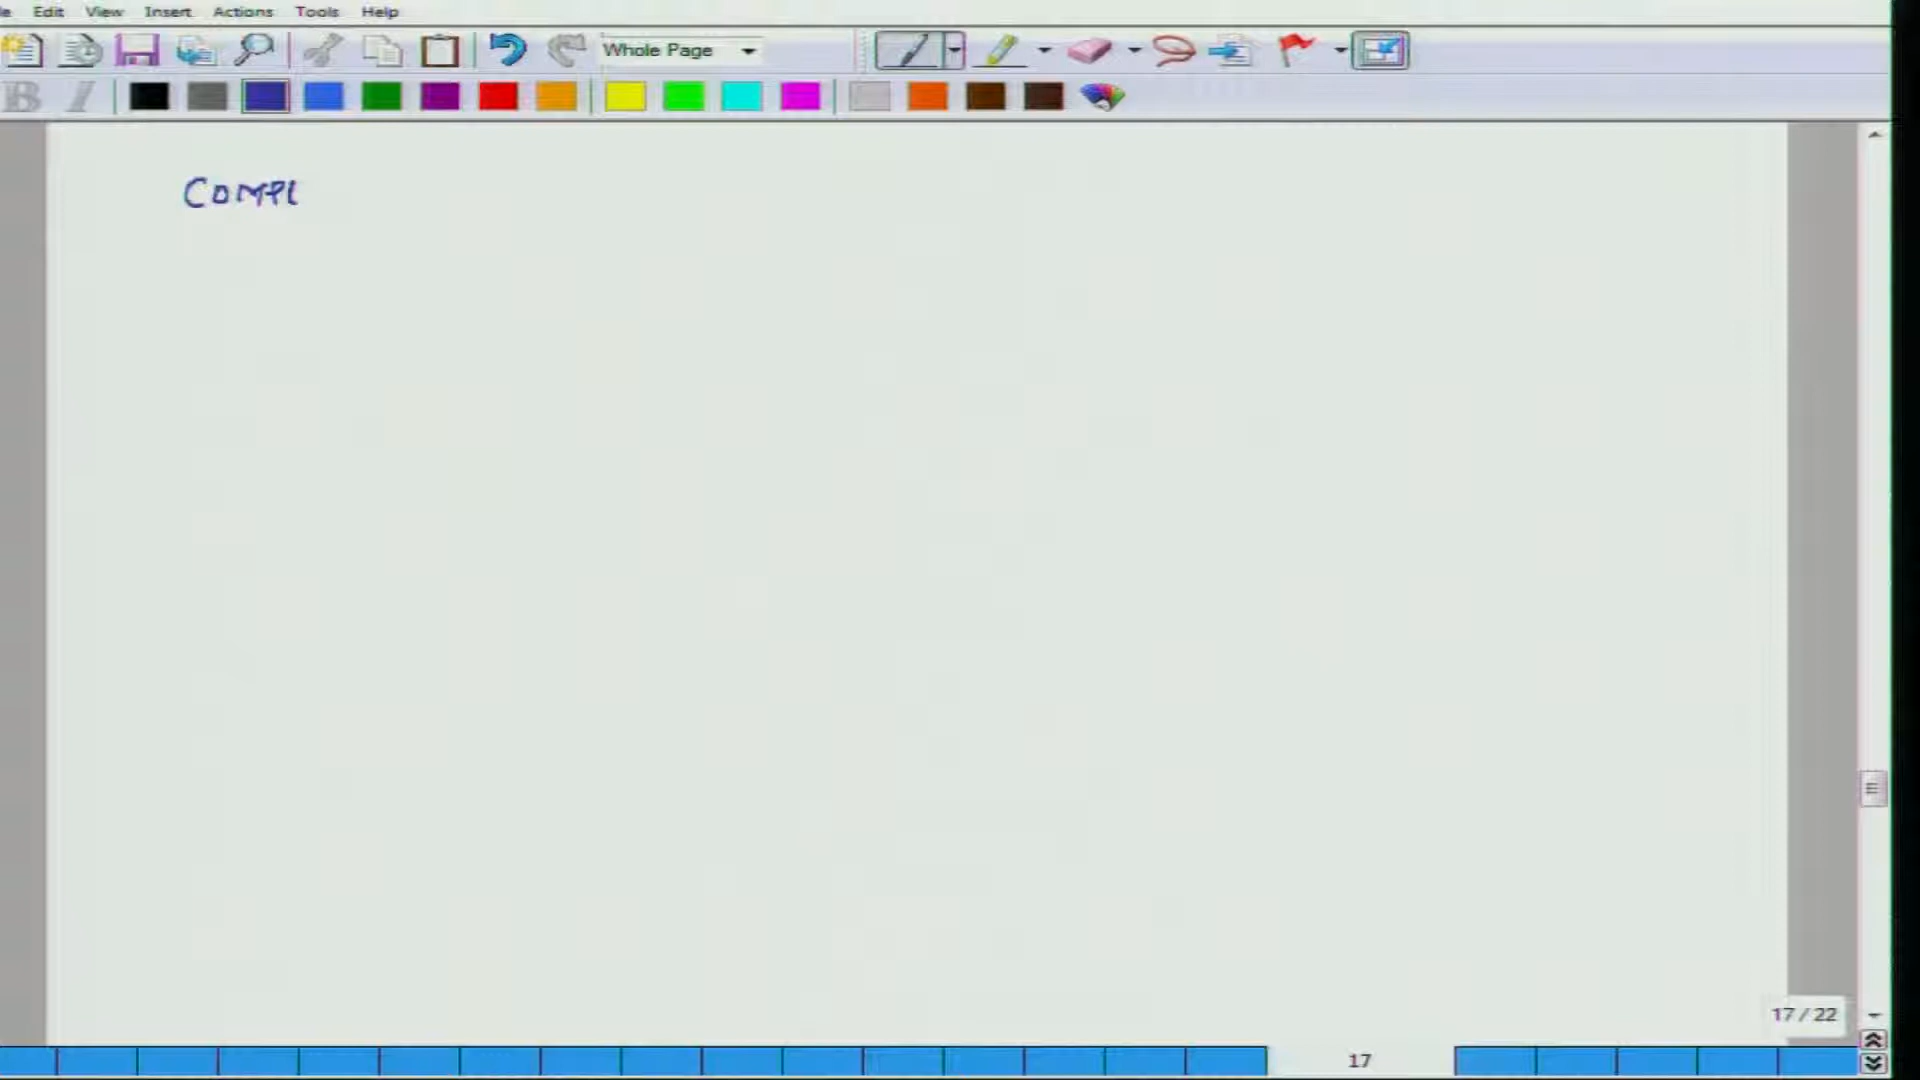 Edit View Insert Actions Tools Help
Whole Page
B I
COMPL
17 / 22
17